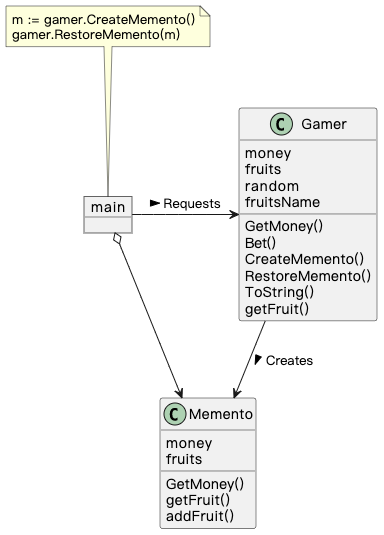 m := gamer.CreateMemento()
gamer.RestoreMemento(m)
C Gamer
money
fruits
random
fruitsName
GetMoney()
Bet()
CreateMemento()
RestoreMemento()
ToString()
getFruit()
main
Requests
Creates
C Memento
money
fruits
GetMoney()
getFruit()
addFruit()